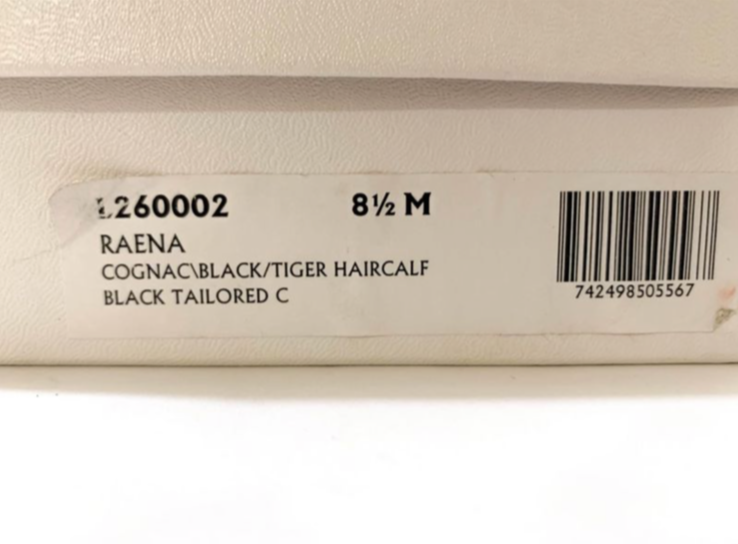 L260002 8½ M
RAENA
COGNAC\BLACK/TIGER HAIRCALF
BLACK TAILORED C
742498505567